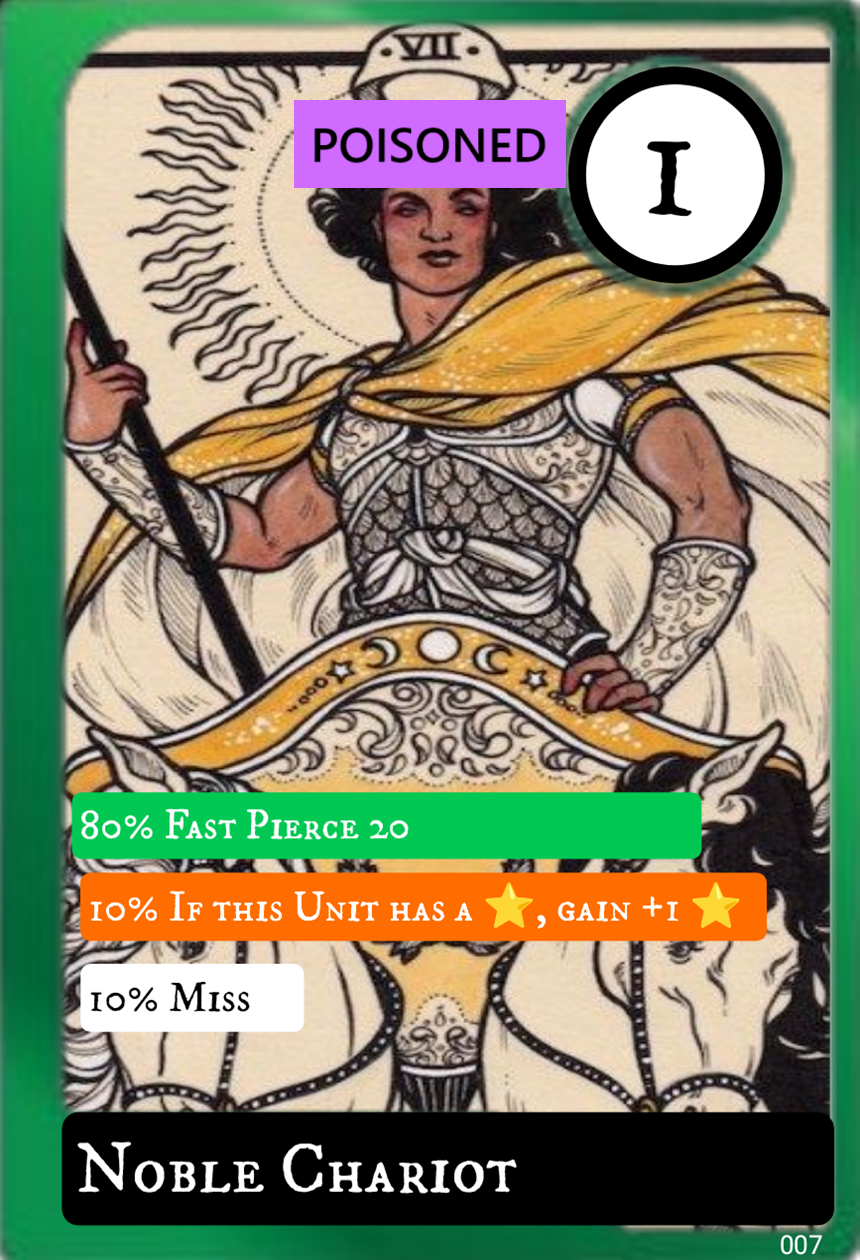 VII
POISONED
I
80% Fast Pierce 20
10% If this Unit has a ⭐, gain +1 ⭐
10% Miss
Noble Chariot
007